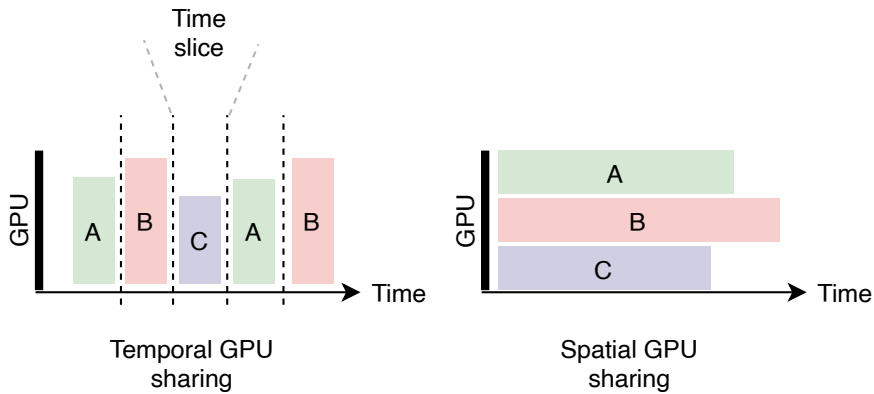 Time
slice
GPU
A
B
C
A
B
Time
Temporal GPU
sharing
GPU
A
B
C
Time
Spatial GPU
sharing